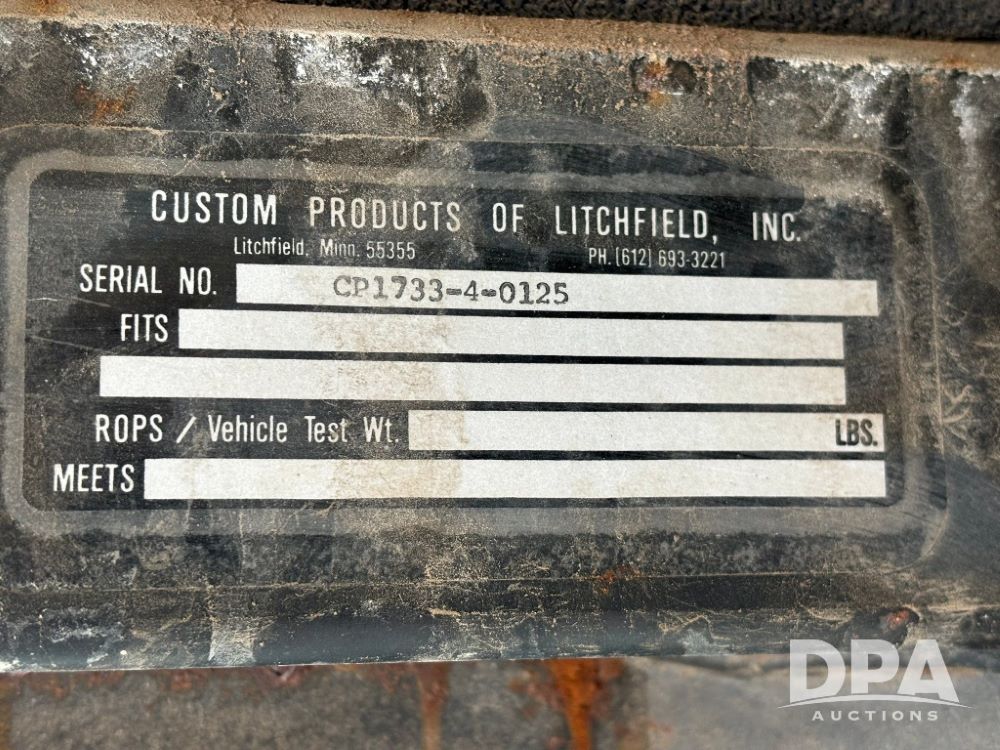 CUSTOM PRODUCTS OF LITCHFIELD, INC.
Litchfield, Minn. 55355 PH. (612) 693-3221
SERIAL NO. CP1733-4-0125
FITS
ROPS / Vehicle Test Wt. LBS.
MEETS
DPA
AUCTIONS